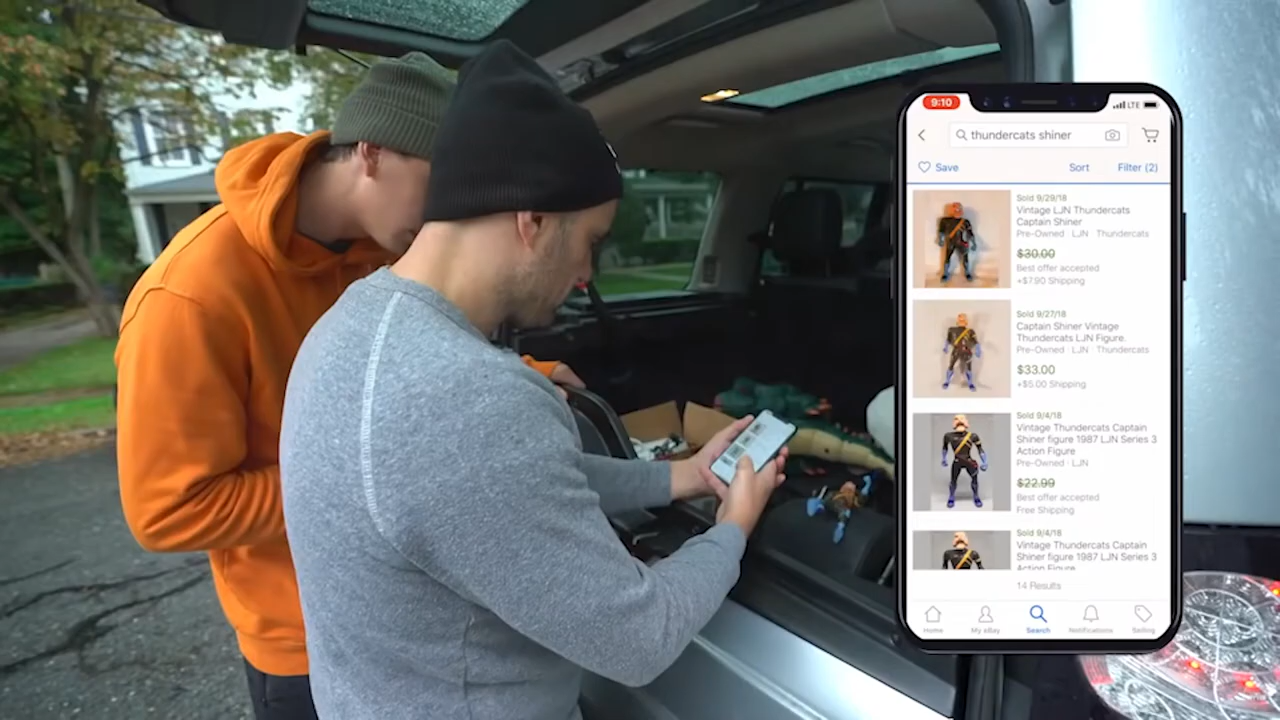 9:10
LTE
thundercats shiner
Save
Sort
Filter (2)
Sold 9/29/18
Vintage LJN Thundercats
Captain Shiner
Pre-Owned · LJN · Thundercats
$30.00
Best offer accepted
+$7.90 Shipping
Sold 9/27/18
Captain Shiner Vintage
Thundercats LJN Figure.
Pre-Owned · LJN · Thundercats
$33.00
+$5.00 Shipping
Sold 9/4/18
Vintage Thundercats Captain
Shiner figure 1987 LJN Series 3
Action Figure
Pre-Owned · LJN
$22.99
Best offer accepted
Free Shipping
Sold 9/4/18
Vintage Thundercats Captain
Shiner figure 1987 LJN Series 3
Action Figure
14 Results
Home
My eBay
Search
Notifications
Selling